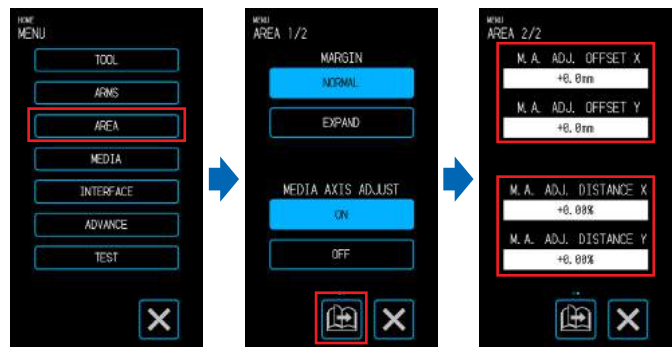 HOME
MENU
TOOL
ARMS
AREA
MEDIA
INTERFACE
ADVANCE
TEST
MENU
AREA 1/2
MARGIN
NORMAL
EXPAND
MEDIA AXIS ADJUST
ON
OFF
MENU
AREA 2/2
M.A. ADJ. OFFSET X
+0.0mm
M.A. ADJ. OFFSET Y
+0.0mm
M.A. ADJ. DISTANCE X
+0.00%
M.A. ADJ. DISTANCE Y
+0.00%